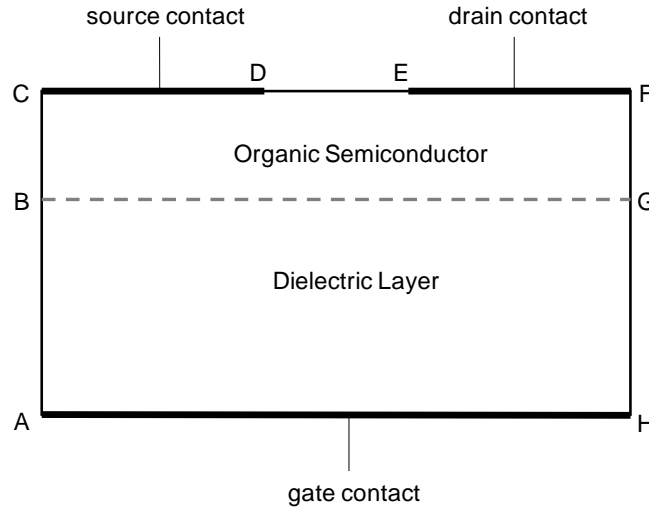 source contact
drain contact
D
E
C
F
Organic Semiconductor
B
G
Dielectric Layer
A
H
gate contact